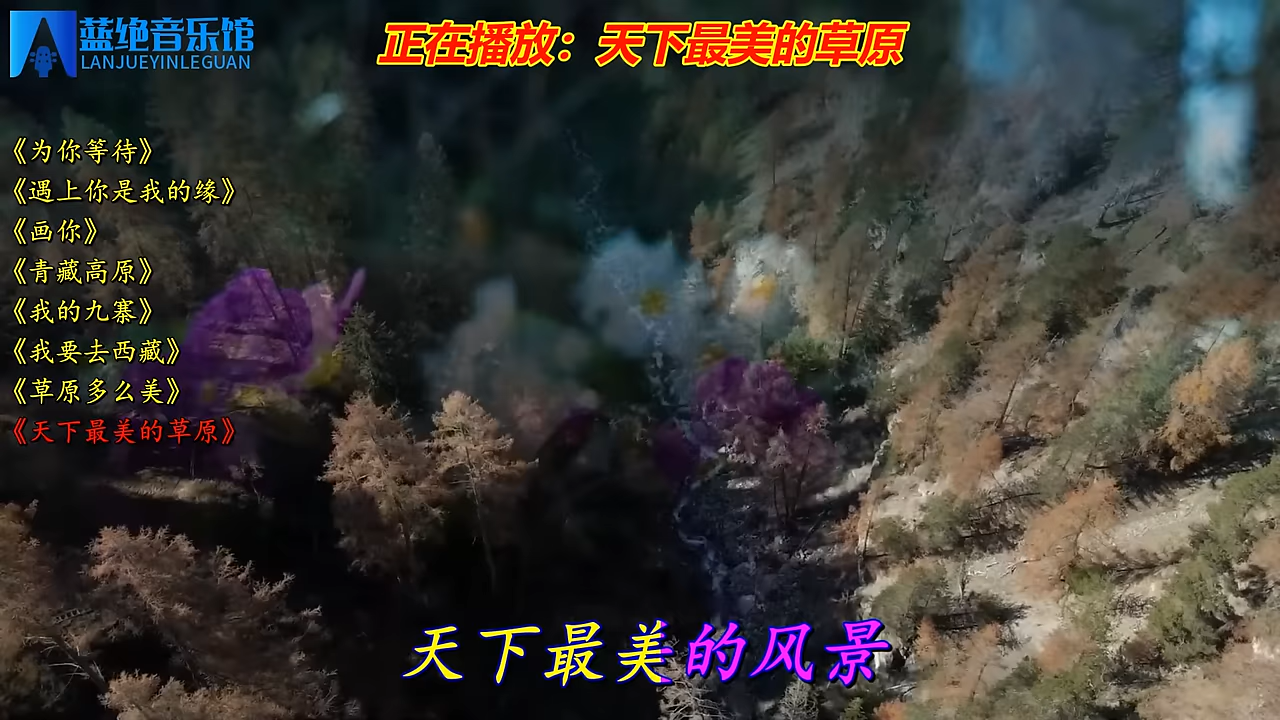 蓝绝音乐馆
LANJUEYINLEGUAN
正在播放：天下最美的草原
《为你等待》
《遇上你是我的缘》
《画你》
《青藏高原》
《我的九寨》
《我要去西藏》
《草原多么美》
《天下最美的草原》
天下最美的风景